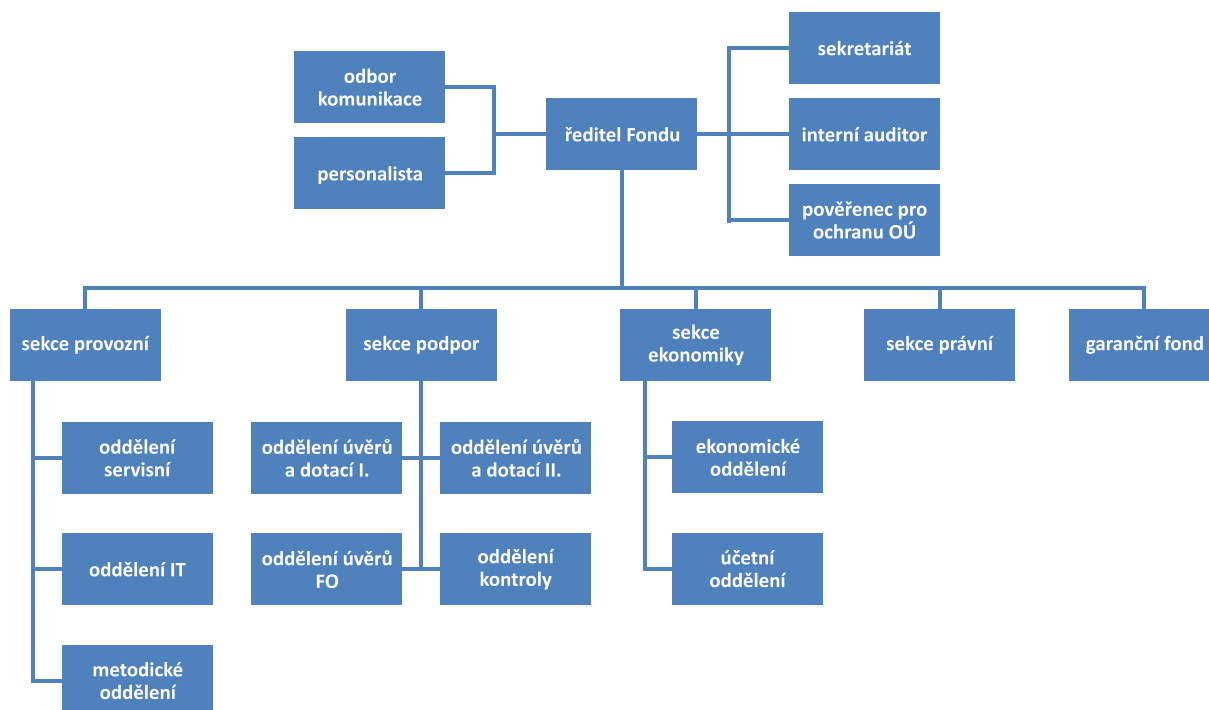 sekretariát
odbor
komunikace
ředitel Fondu
interní auditor
personalista
pověřenec pro
ochranu OÚ
sekce provozní
sekce podpor
sekce
ekonomiky
sekce právní
garanční fond
oddělení
servisní
oddělení úvěrů
a dotací I.
oddělení úvěrů
a dotací II.
ekonomické
oddělení
oddělení IT
oddělení úvěrů
FO
oddělení
kontroly
účetní
oddělení
metodické
oddělení